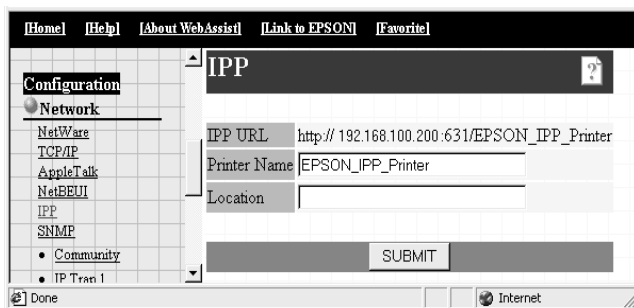 [Home] [Help] [About WebAssist] [Link to EPSON] [Favorite]
Configuration
Network
NetWare
TCP/IP
AppleTalk
NetBEUI
IPP
SNMP
• Community
• IP Trap 1
IPP
?
IPP URL http:// 192.168.100.200 :631/EPSON_IPP_Printer
Printer Name EPSON_IPP_Printer
Location
SUBMIT
Done Internet